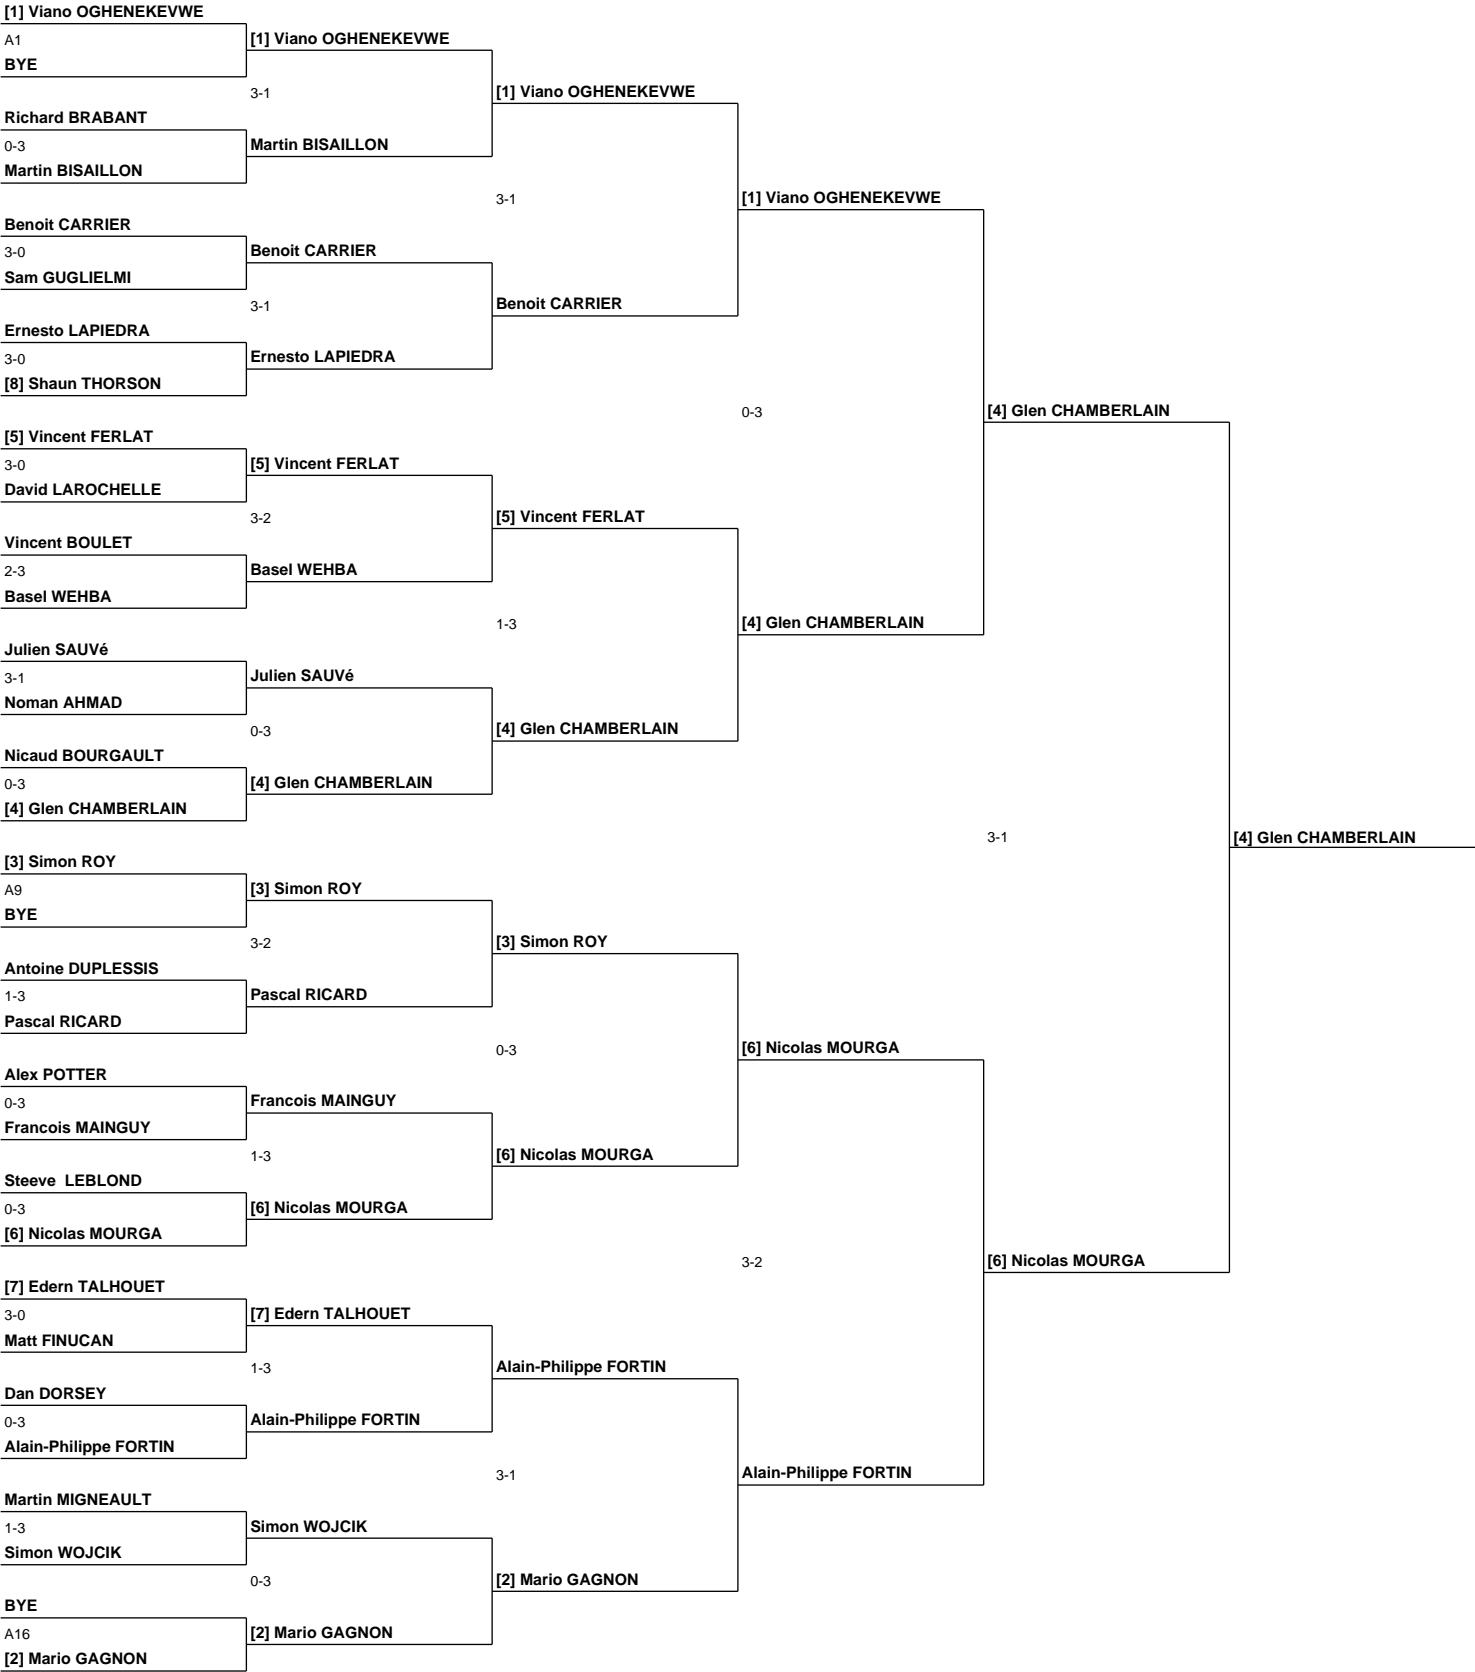 [1] Viano OGHENEKEVWE
A1
BYE
Richard BRABANT
0-3
Martin BISAILLON
Benoit CARRIER
3-0
Sam GUGLIELMI
Ernesto LAPIEDRA
3-0
[8] Shaun THORSON
[5] Vincent FERLAT
3-0
David LAROCHELLE
Vincent BOULET
2-3
Basel WEHBA
Julien SAUVé
3-1
Noman AHMAD
Nicaud BOURGAULT
0-3
[4] Glen CHAMBERLAIN
[3] Simon ROY
A9
BYE
Antoine DUPLESSIS
1-3
Pascal RICARD
Alex POTTER
0-3
Francois MAINGUY
Steeve  LEBLOND
0-3
[6] Nicolas MOURGA
[7] Edern TALHOUET
3-0
Matt FINUCAN
Dan DORSEY
0-3
Alain-Philippe FORTIN
Martin MIGNEAULT
1-3
Simon WOJCIK
BYE
A16
[2] Mario GAGNON
[1] Viano OGHENEKEVWE
3-1
Martin BISAILLON
Benoit CARRIER
3-1
Ernesto LAPIEDRA
[5] Vincent FERLAT
3-2
Basel WEHBA
Julien SAUVé
0-3
[4] Glen CHAMBERLAIN
[3] Simon ROY
3-2
Pascal RICARD
Francois MAINGUY
1-3
[6] Nicolas MOURGA
[7] Edern TALHOUET
1-3
Alain-Philippe FORTIN
Simon WOJCIK
0-3
[2] Mario GAGNON
[1] Viano OGHENEKEVWE
3-1
Benoit CARRIER
[5] Vincent FERLAT
1-3
[4] Glen CHAMBERLAIN
[3] Simon ROY
0-3
[6] Nicolas MOURGA
Alain-Philippe FORTIN
3-1
[2] Mario GAGNON
[1] Viano OGHENEKEVWE
0-3
[4] Glen CHAMBERLAIN
[6] Nicolas MOURGA
3-2
Alain-Philippe FORTIN
[4] Glen CHAMBERLAIN
3-1
[6] Nicolas MOURGA
[4] Glen CHAMBERLAIN